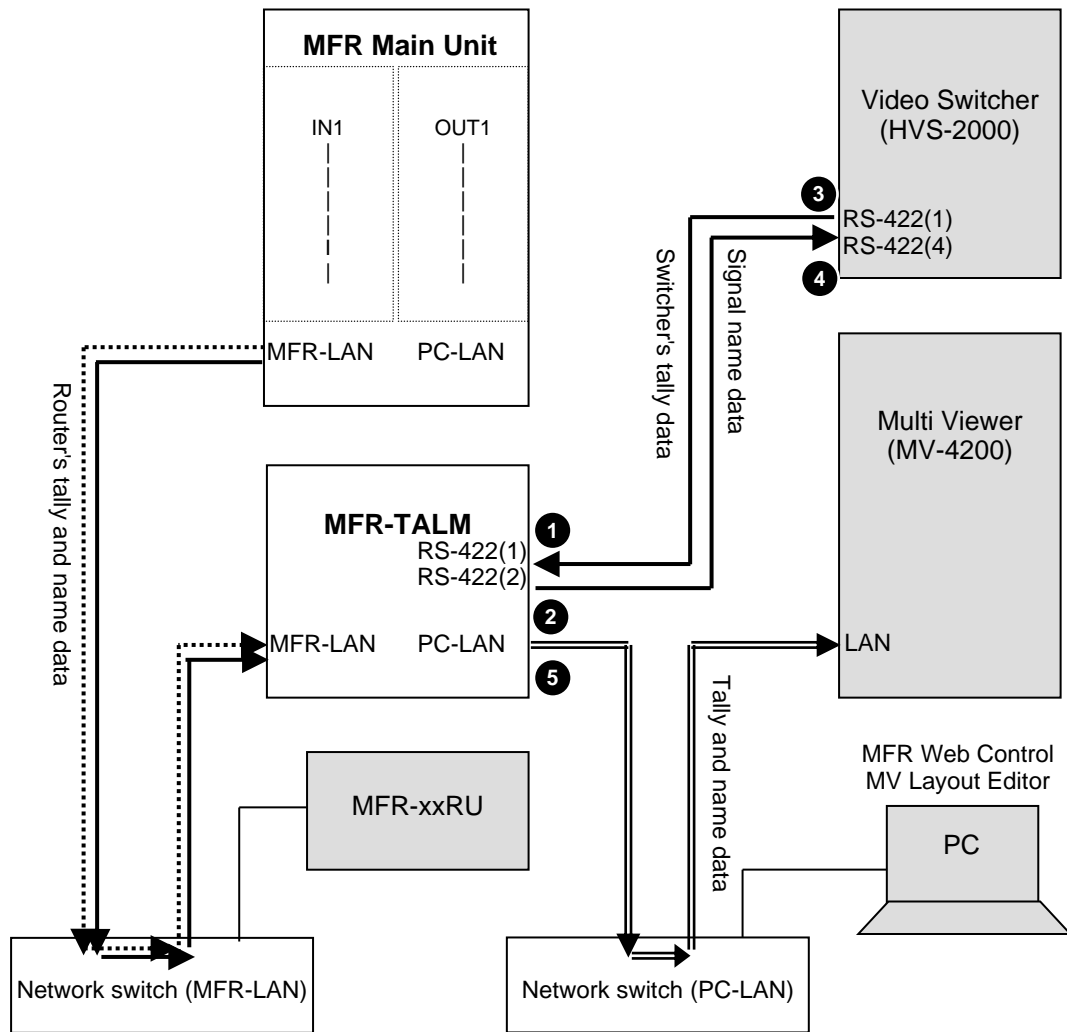 MFR Main Unit
IN1
OUT1
MFR-LAN
PC-LAN
Router's tally and name data
Video Switcher
(HVS-2000)
3
RS-422(1)
RS-422(4)
4
Switcher's tally data
Signal name data
Multi Viewer
(MV-4200)
LAN
MFR-TALM
1
RS-422(1)
RS-422(2)
2
MFR-LAN
PC-LAN
5
Tally and name data
MFR-xxRU
MFR Web Control
MV Layout Editor
PC
Network switch (MFR-LAN)
Network switch (PC-LAN)